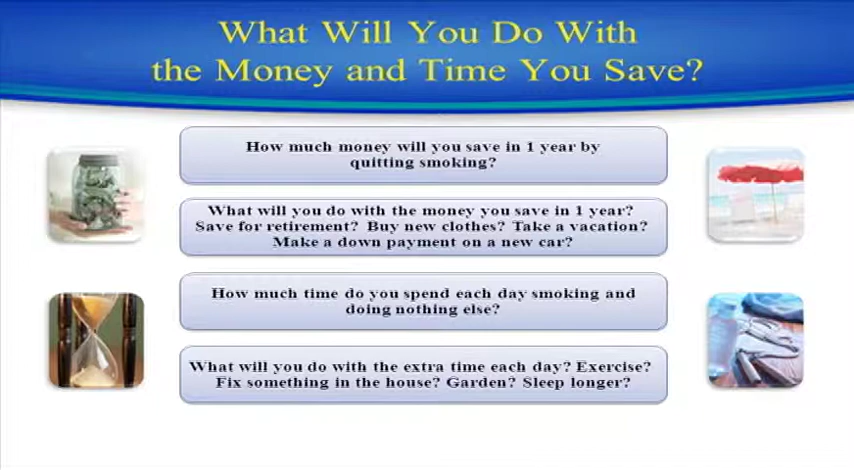 What Will You Do With
the Money and Time You Save?
How much money will you save in 1 year by
quitting smoking?
What will you do with the money you save in 1 year?
Save for retirement? Buy new clothes? Take a vacation?
Make a down payment on a new car?
How much time do you spend each day smoking and
doing nothing else?
What will you do with the extra time each day? Exercise?
Fix something in the house? Garden? Sleep longer?